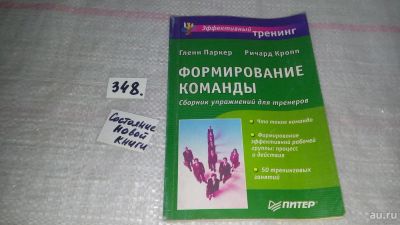 Эффективный
тренинг
Гленн Паркер Ричард Кропп
ФОРМИРОВАНИЕ
КОМАНДЫ
Сборник упражнений для тренеров
• Что такое команда
• Формирование
эффективной рабочей
группы: процесс
и действия
• 50 тренинговых
занятий
ПИТЕР
348.
Состояние
Новой
Книги
au.ru